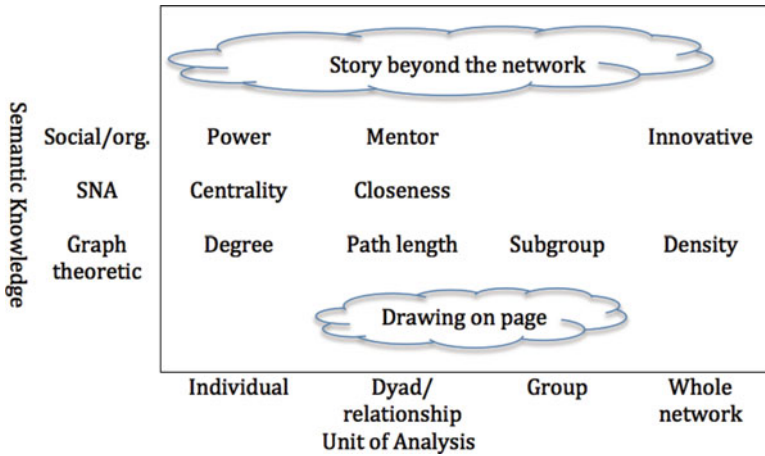 Story beyond the network
Semantic Knowledge
Social/org. Power Mentor Innovative
SNA Centrality Closeness
Graph Degree Path length Subgroup Density
theoretic
Drawing on page
Individual Dyad/ Group Whole
relationship network
Unit of Analysis